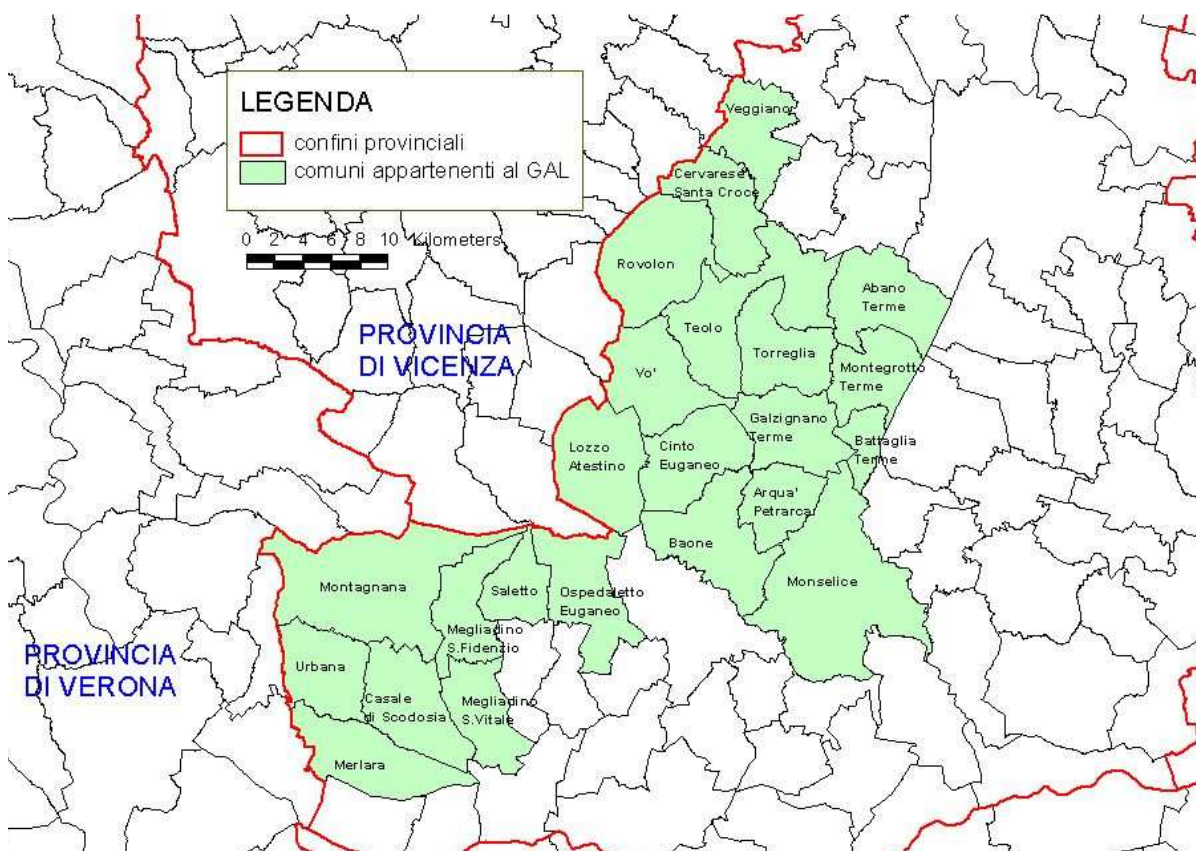 LEGENDA
confini provinciali
comuni appartenenti al GAL
0 2 4 6 8 10 Kilometers
PROVINCIA
DI VICENZA
PROVINCIA
DI VERONA
Veggiano
Cervarese
Santa Croce
Rovolon
Abano
Terme
Teolo
Torreglia
Montegrotto
Terme
Vo'
Galzignano
Terme
Battaglia
Terme
Lozzo
Atestino
Cinto
Euganeo
Arqua'
Petrarca
Baone
Monselice
Montagnana
Saletto
Ospedaletto
Euganeo
Megliadino
S.Fidenzio
Urbana
Casale
di Scodosia
Megliadino
S.Vitale
Merlara